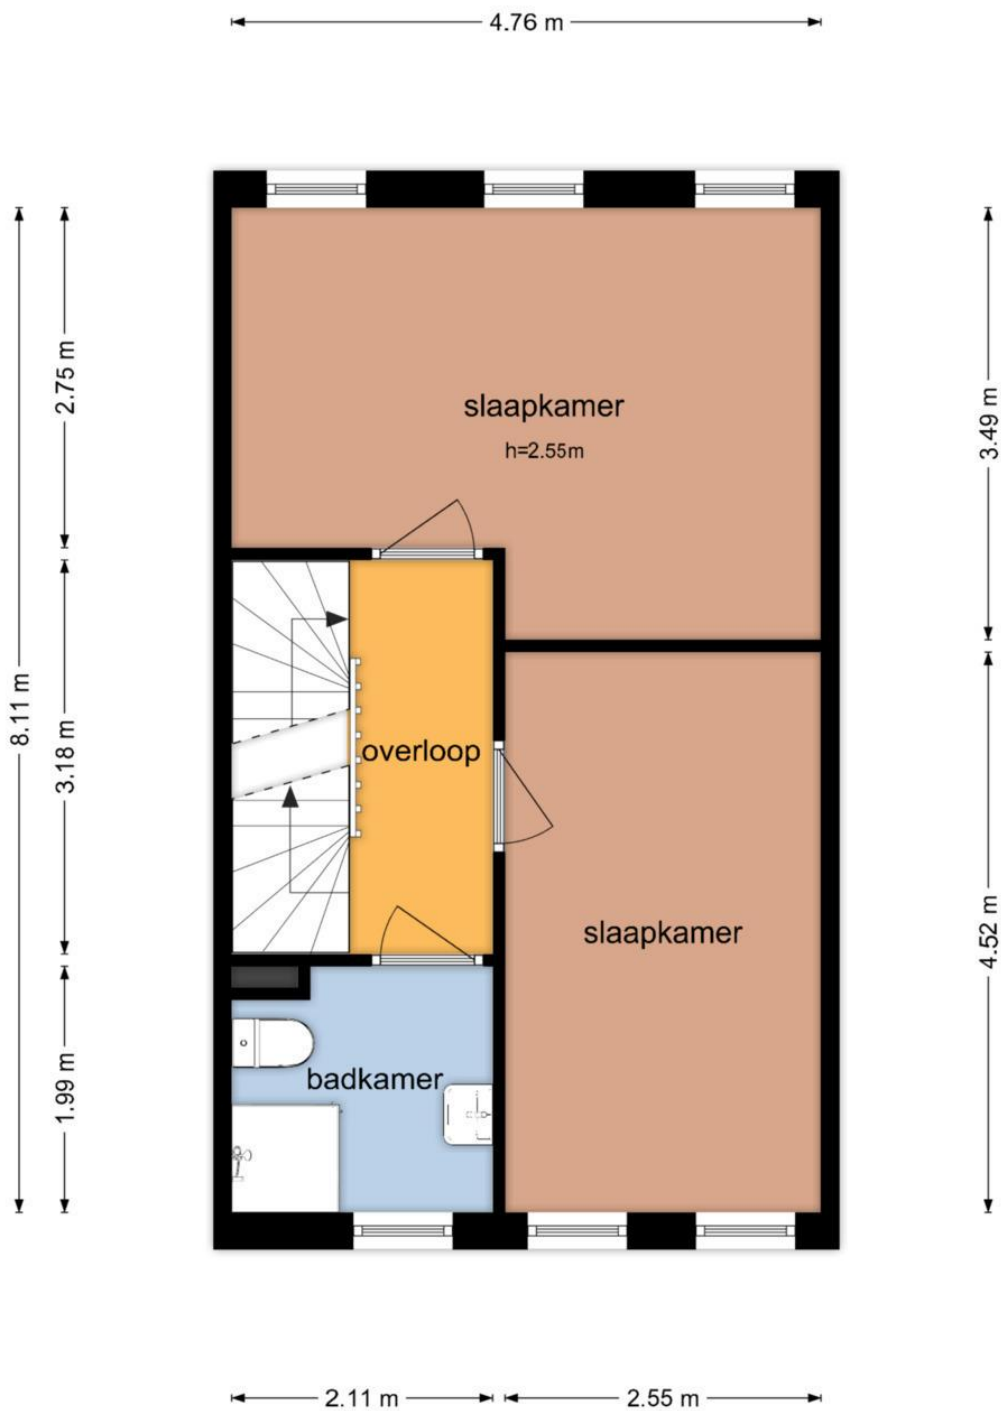 4.76 m
2.75 m
3.49 m
slaapkamer
h=2.55m
8.11 m
3.18 m
overloop
slaapkamer
4.52 m
1.99 m
badkamer
2.11 m
2.55 m